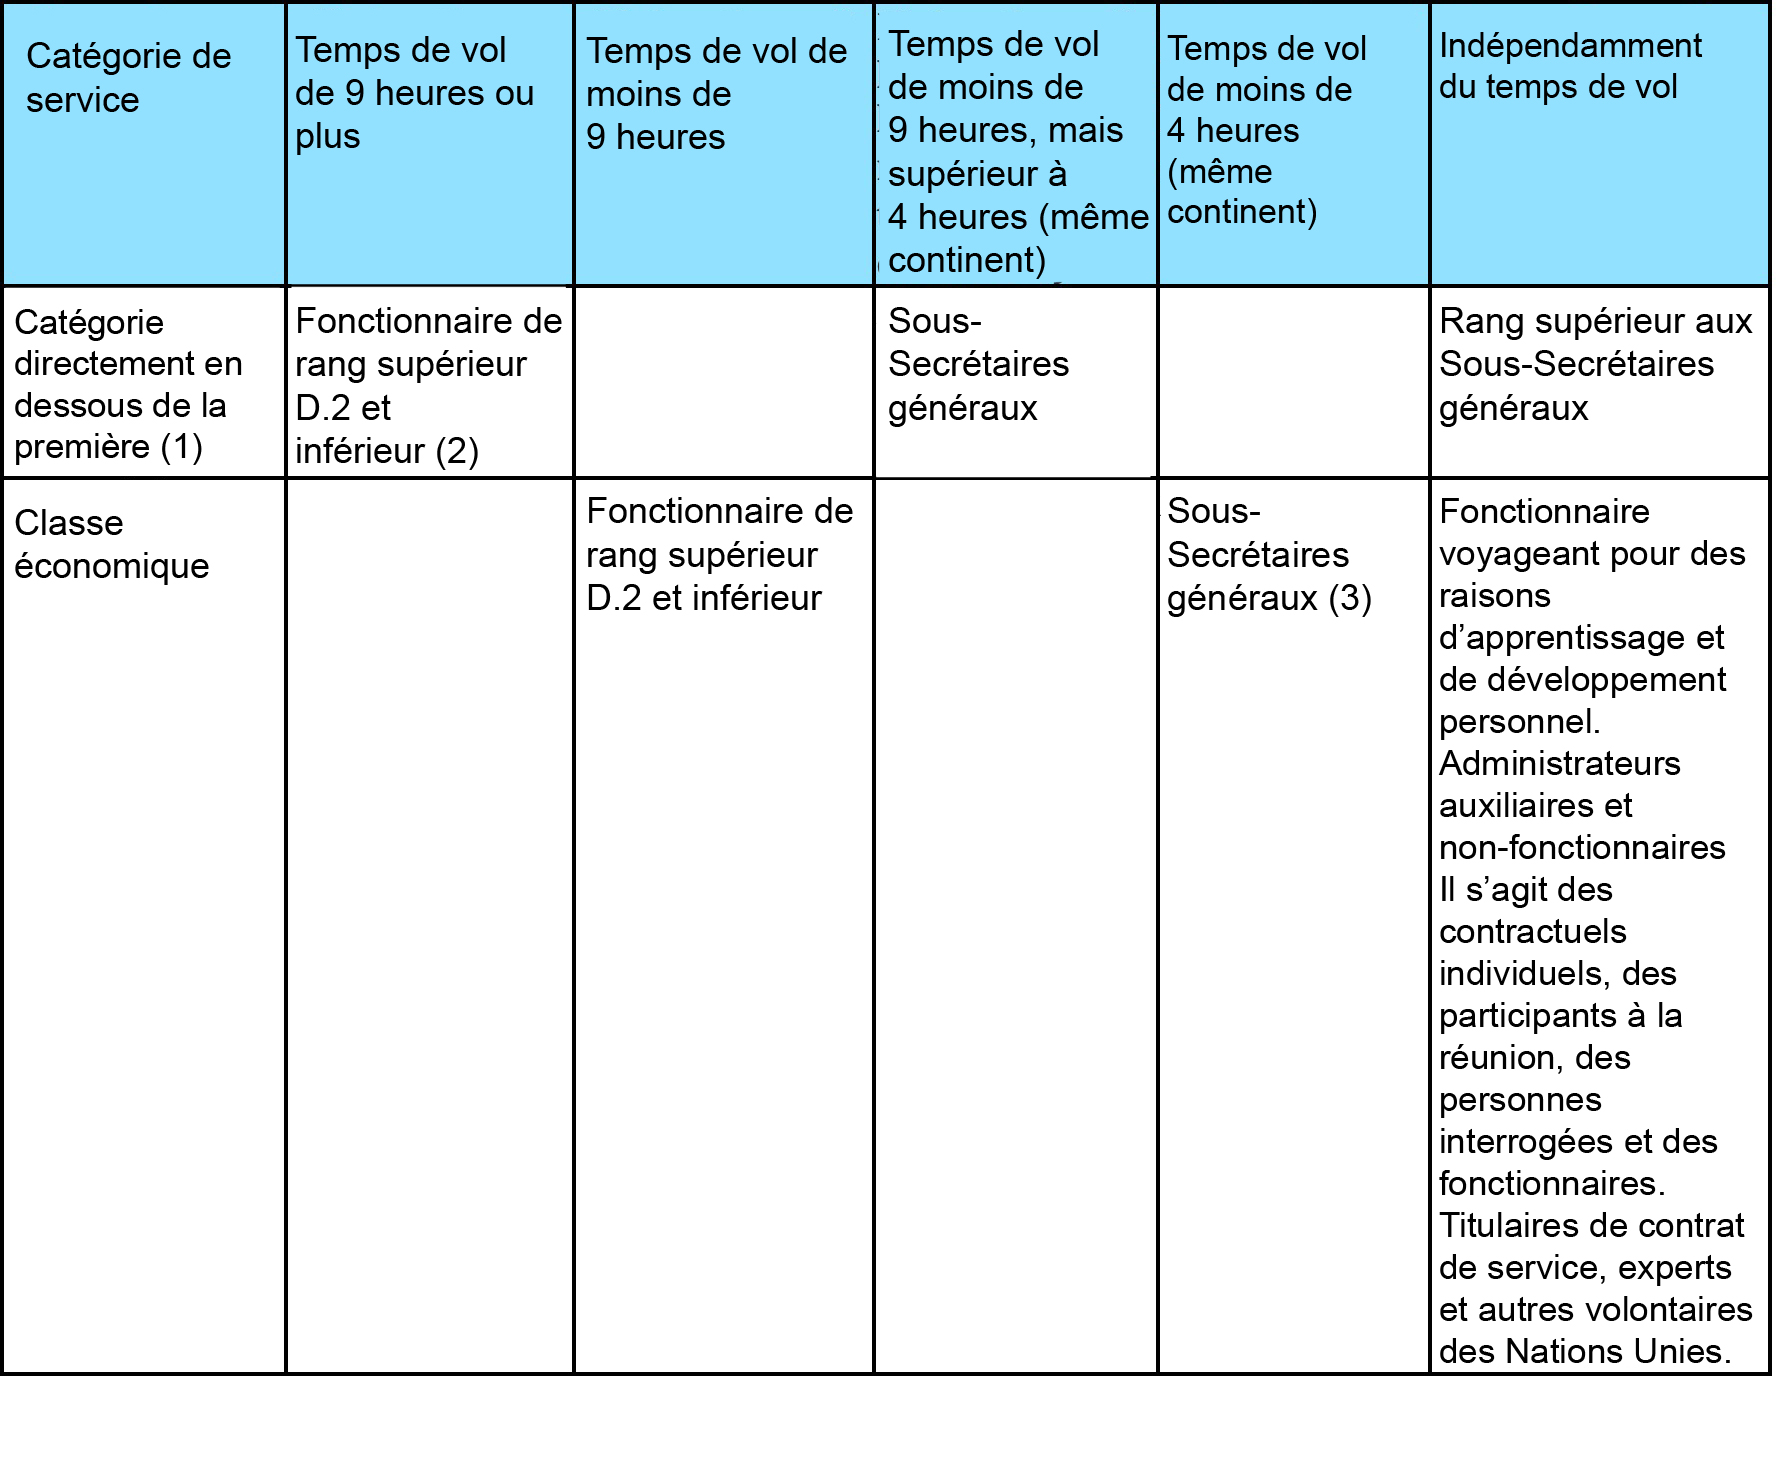 Catégorie de
service
Temps de vol
de 9 heures ou
plus
Temps de vol de
moins de
9 heures
Temps de vol
de moins de
9 heures, mais
supérieur à
4 heures (même
continent)
Temps de vol
de moins de
4 heures
(même
continent)
Indépendamment
du temps de vol
Catégorie
directement en
dessous de la
première (1)
Fonctionnaire de
rang supérieur
D.2 et
inférieur (2)
Sous-
Secrétaires
généraux
Rang supérieur aux
Sous-Secrétaires
généraux
Classe
économique
Fonctionnaire de
rang supérieur
D.2 et inférieur
Sous-
Secrétaires
généraux (3)
Fonctionnaire
voyageant pour des
raisons
d’apprentissage et
de développement
personnel.
Administrateurs
auxiliaires et
non-fonctionnaires
Il s’agit des
contractuels
individuels, des
participants à la
réunion, des
personnes
interrogées et des
fonctionnaires.
Titulaires de contrat
de service, experts
et autres volontaires
des Nations Unies.